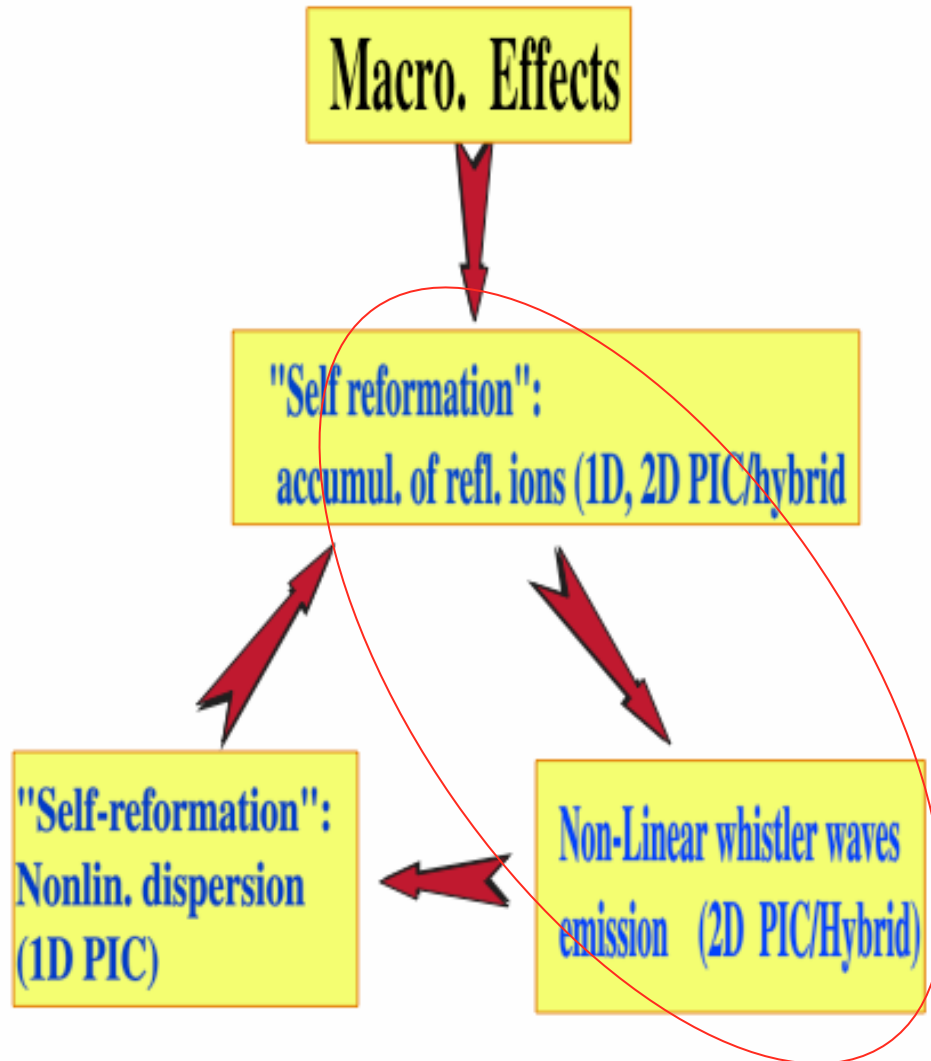 Macro. Effects
"Self reformation":
accumul. of refl. ions (1D, 2D PIC/hybrid
"Self-reformation":
Nonlin. dispersion
(1D PIC)
Non-Linear whistler waves
emission (2D PIC/Hybrid)